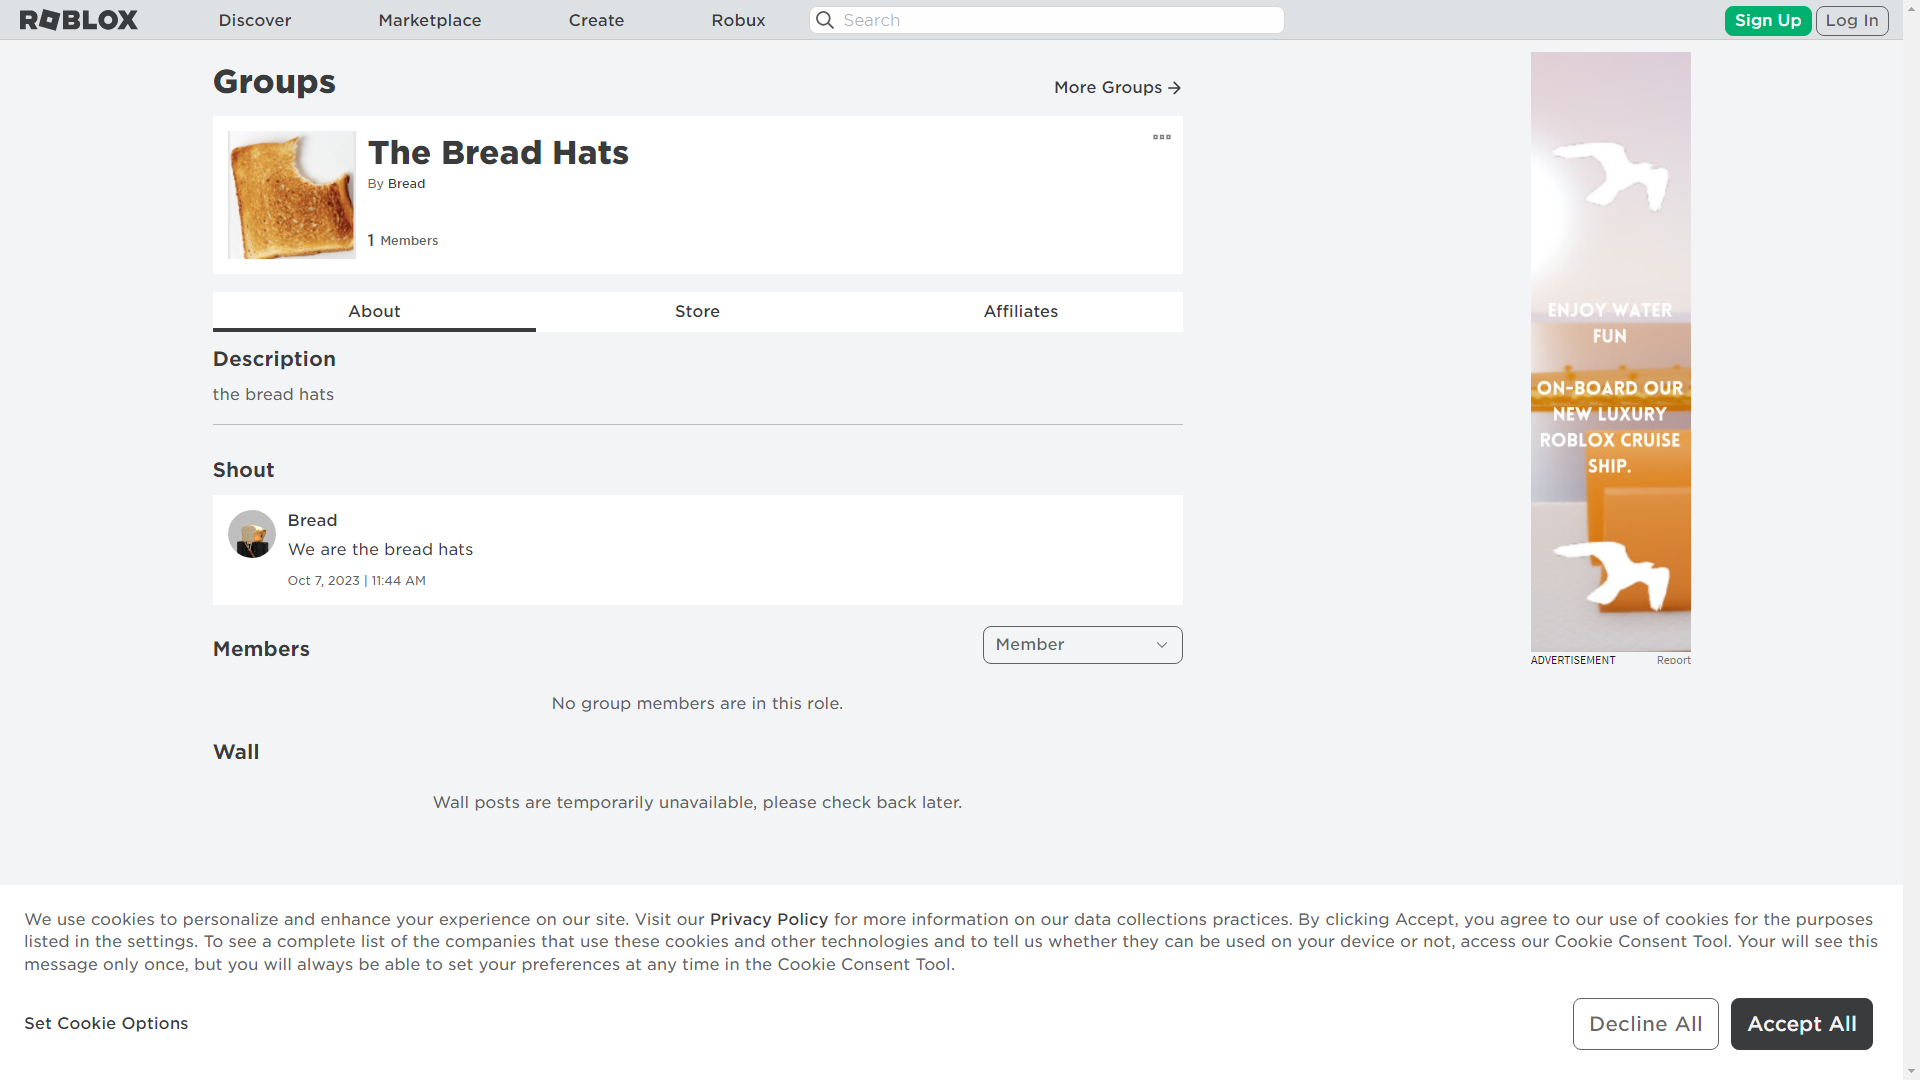 ROBLOX
Discover
Marketplace
Create
Robux
Search
Sign Up
Log In
Groups
More Groups
The Bread Hats
By Bread
1 Members
About
Store
Affiliates
Description
the bread hats
Shout
Bread
We are the bread hats
Oct 7, 2023 | 11:44 AM
Members
Member
No group members are in this role.
Wall
Wall posts are temporarily unavailable, please check back later.
ENJOY WATER
FUN
ON-BOARD OUR
NEW LUXURY
ROBLOX CRUISE
SHIP.
ADVERTISEMENT
Report
We use cookies to personalize and enhance your experience on our site. Visit our Privacy Policy for more information on our data collections practices. By clicking Accept, you agree to our use of cookies for the purposes
listed in the settings. To see a complete list of the companies that use these cookies and other technologies and to tell us whether they can be used on your device or not, access our Cookie Consent Tool. Your will see this
message only once, but you will always be able to set your preferences at any time in the Cookie Consent Tool.
Set Cookie Options
Decline All
Accept All